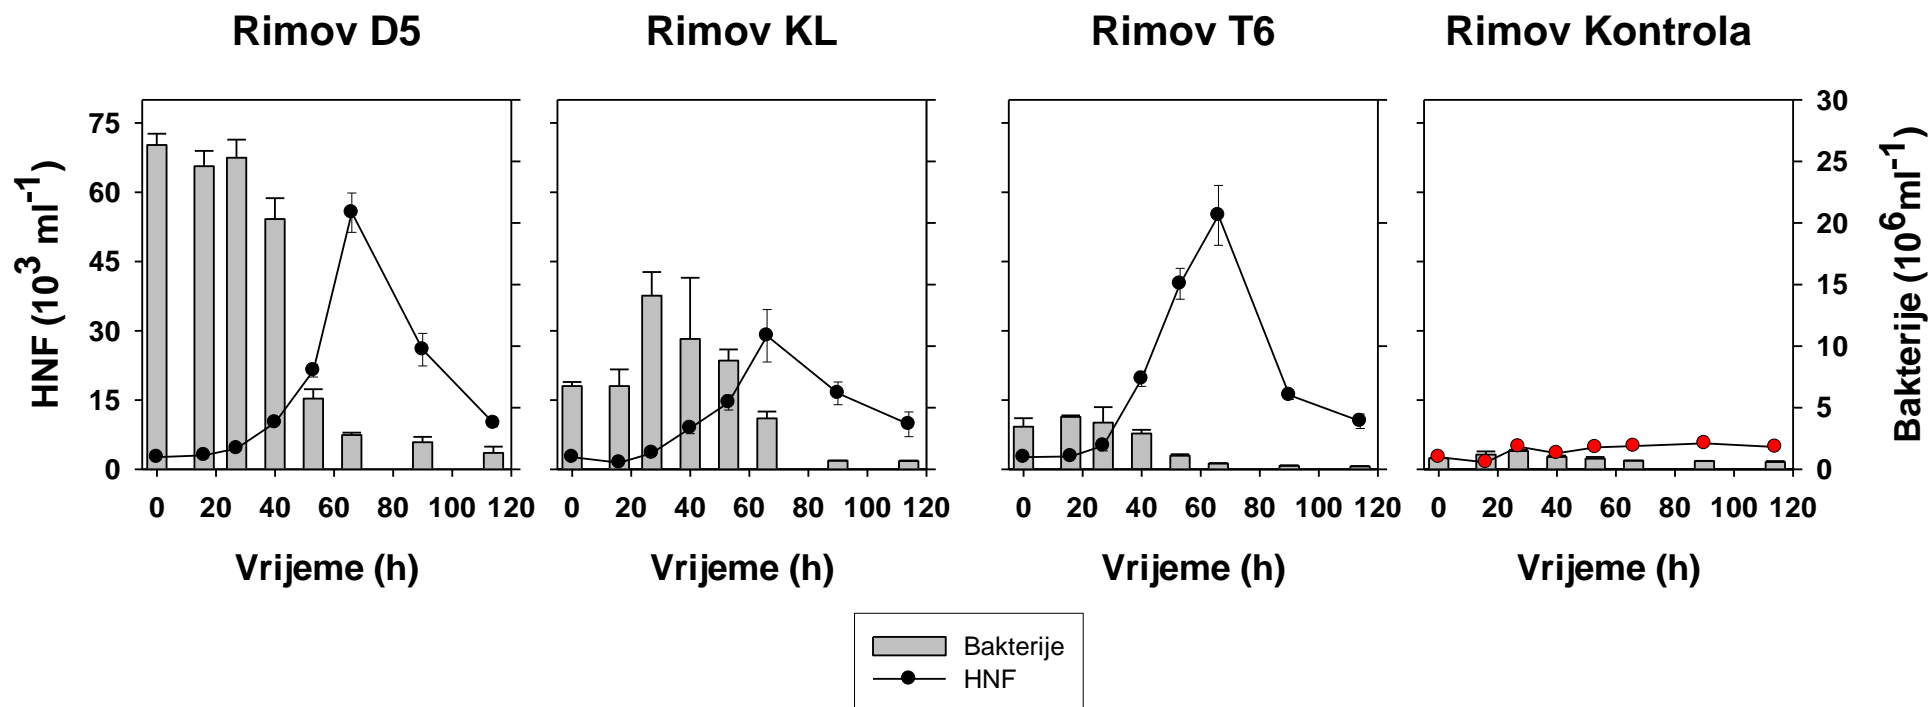 Rimov D5 Rimov KL Rimov T6 Rimov Kontrola
HNF (10³ ml⁻¹)
75
60
45
30
15
0
30
25
20
15
10
5
0
Bakterije (10⁶ml⁻¹)
0 20 40 60 80 100 120 0 20 40 60 80 100 120 0 20 40 60 80 100 120 0 20 40 60 80 100 120
Vrijeme (h) Vrijeme (h) Vrijeme (h) Vrijeme (h)
Bakterije
HNF